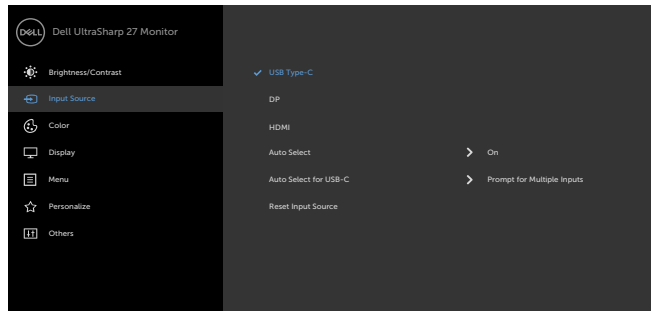 DELL Dell UltraSharp 27 Monitor
Brightness/Contrast
Input Source
Color
Display
Menu
Personalize
Others
USB Type-C
DP
HDMI
Auto Select On
Auto Select for USB-C Prompt for Multiple Inputs
Reset Input Source